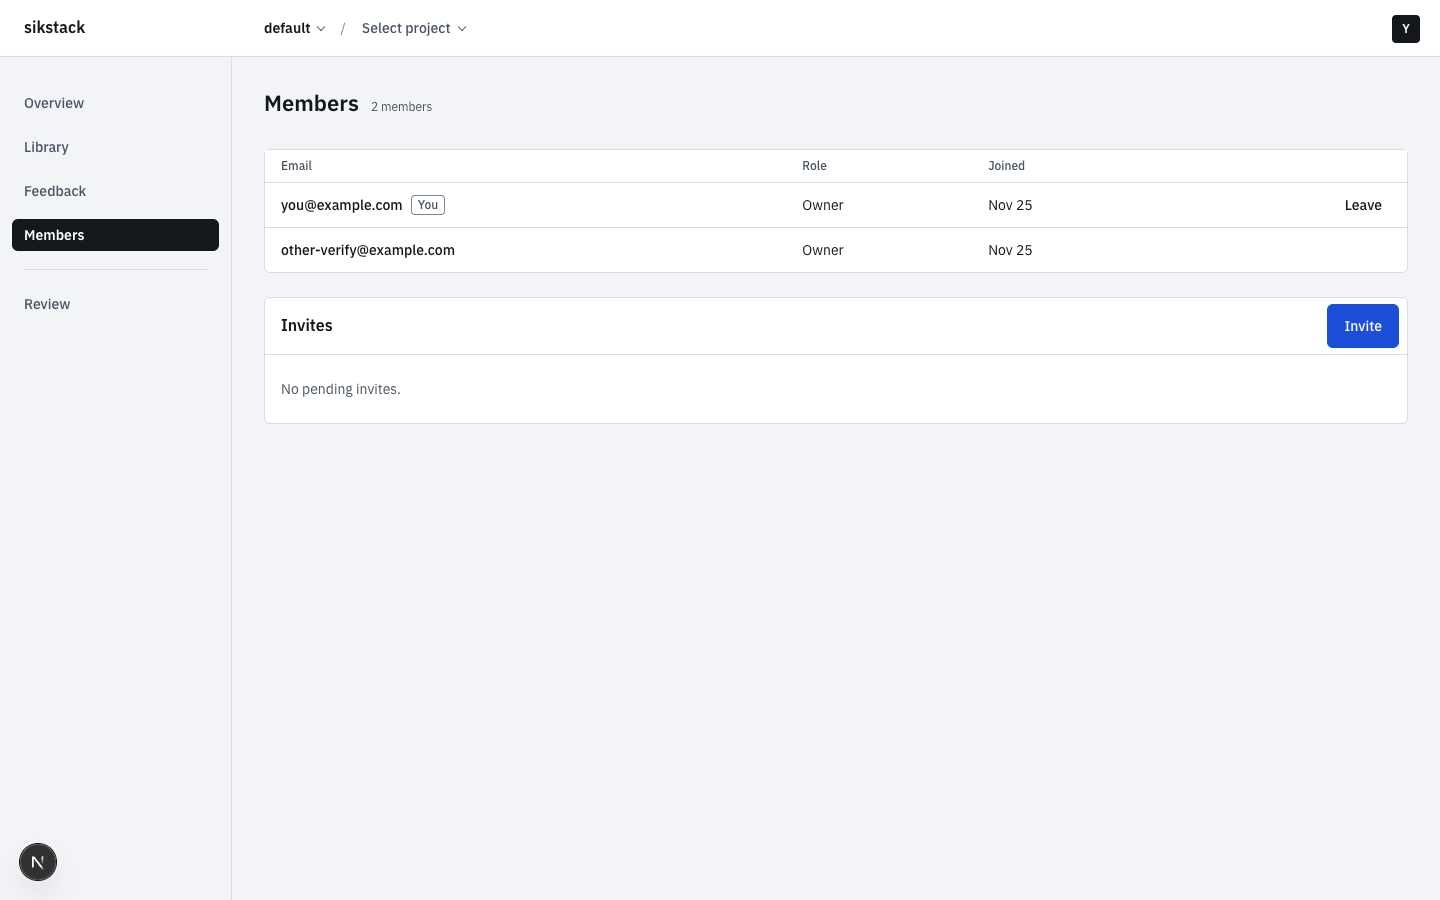 sikstack
default / Select project
Y
Overview
Library
Feedback
Members
Review
Members 2 members
Email Role Joined
you@example.com You Owner Nov 25 Leave
other-verify@example.com Owner Nov 25
Invites Invite
No pending invites.
N